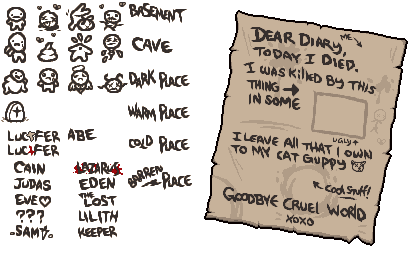 BASEMENT
CAVE
DARK PLACE
WARM PLACE
COLD PLACE
BARREN PLACE
LUCIFER
ABE
LUCIFER
CAIN
LAZARUS
JUDAS
EDEN
EVE
THE LOST
???
LILITH
SAMS
KEEPER
DEAR DIARY,
ME
TODAY I DIED.
I WAS KILLED BY THIS
THING
IN SOME
UGLY
I LEAVE ALL THAT I OWN
TO MY CAT GUPPY
COOL STUFF!
GOODBYE CRUEL WORLD
XOXO